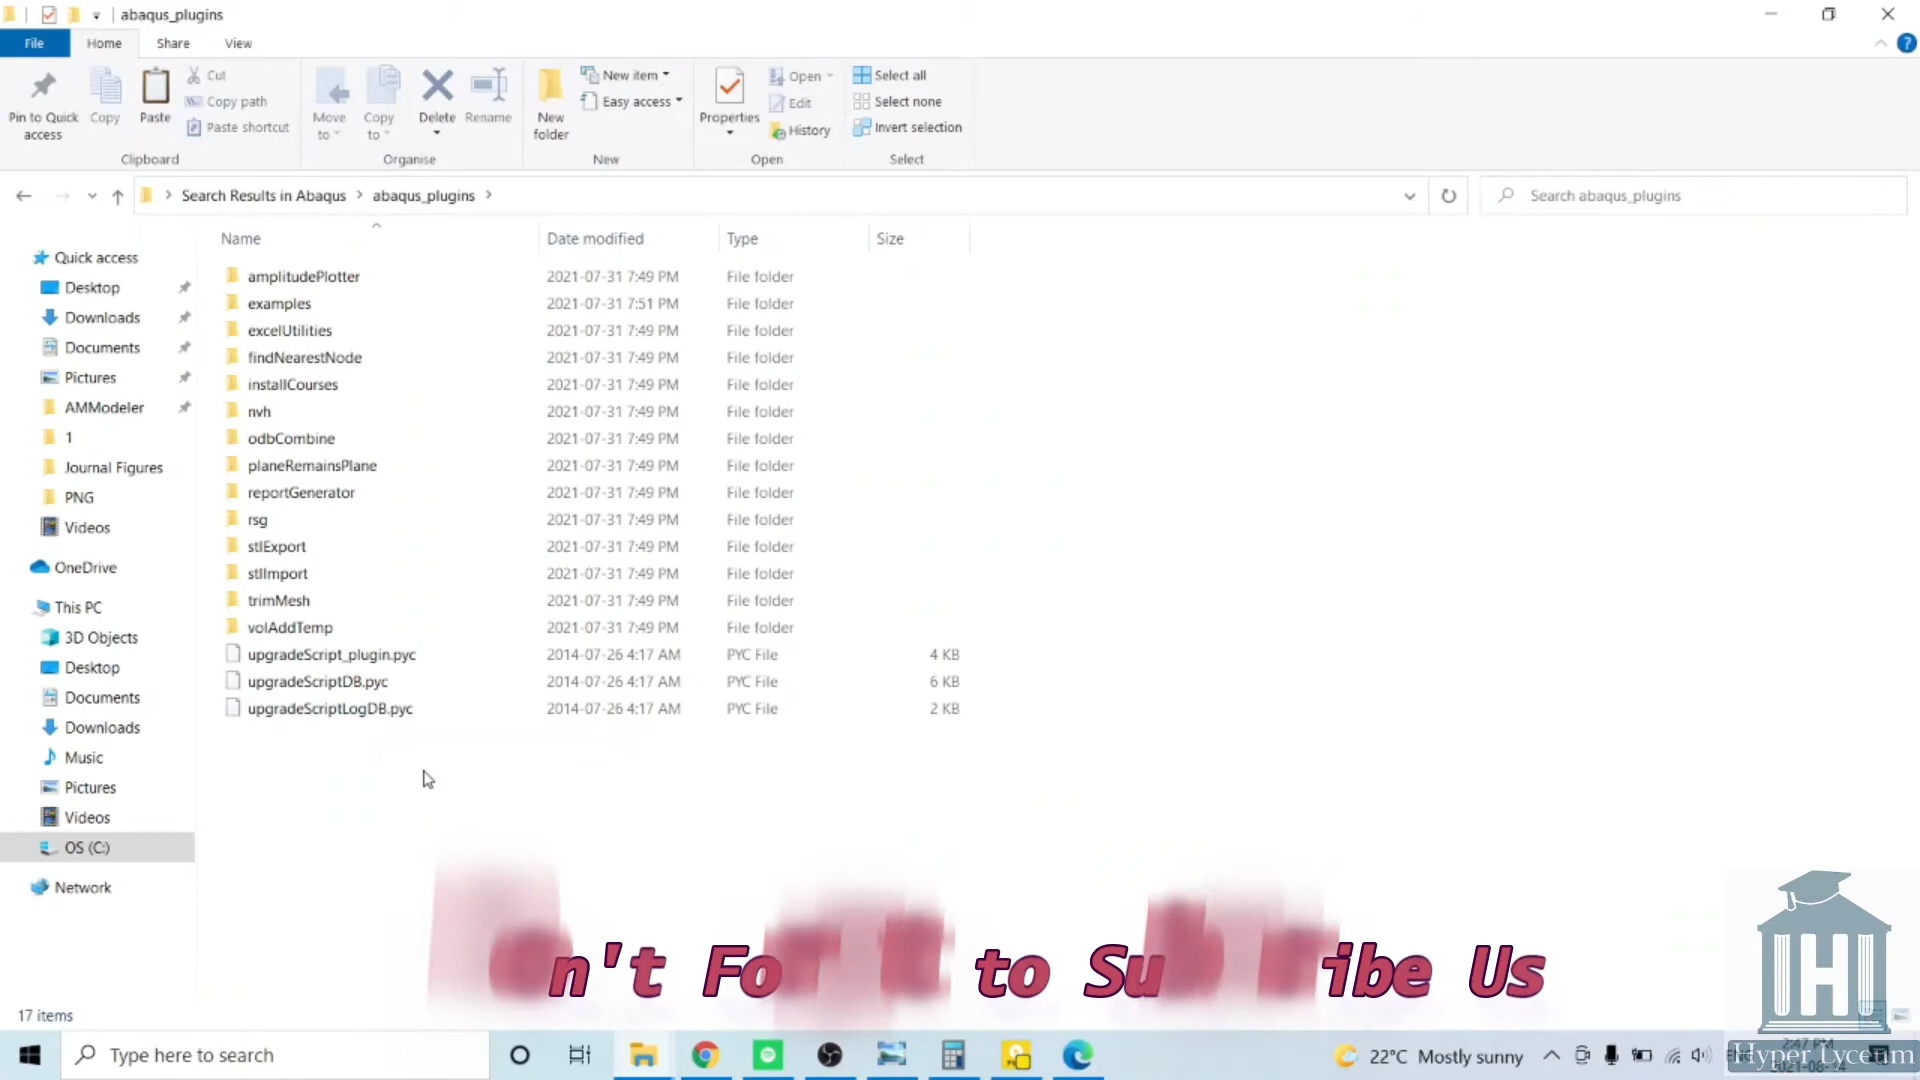 abaqus_plugins
File Home Share View
Pin to Quick access
Copy
Paste
Cut
Copy path
Paste shortcut
Clipboard
Move to
Copy to
Delete
Rename
Organise
New folder
New item
Easy access
New
Properties
Open
Edit
History
Open
Select all
Select none
Invert selection
Select
Search Results in Abaqus > abaqus_plugins >
Search abaqus_plugins
Quick access
Desktop
Downloads
Documents
Pictures
AMModeler
1
Journal Figures
PNG
Videos
OneDrive
This PC
3D Objects
Desktop
Documents
Downloads
Music
Pictures
Videos
OS (C:)
Network
Name Date modified Type Size
amplitudePlotter 2021-07-31 7:49 PM File folder
examples 2021-07-31 7:51 PM File folder
excelUtilities 2021-07-31 7:49 PM File folder
findNearestNode 2021-07-31 7:49 PM File folder
installCourses 2021-07-31 7:49 PM File folder
nvh 2021-07-31 7:49 PM File folder
odbCombine 2021-07-31 7:49 PM File folder
planeRemainsPlane 2021-07-31 7:49 PM File folder
reportGenerator 2021-07-31 7:49 PM File folder
rsg 2021-07-31 7:49 PM File folder
stlExport 2021-07-31 7:49 PM File folder
stlImport 2021-07-31 7:49 PM File folder
trimMesh 2021-07-31 7:49 PM File folder
volAddTemp 2021-07-31 7:49 PM File folder
upgradeScript_plugin.pyc 2014-07-26 4:17 AM PYC File 4 KB
upgradeScriptDB.pyc 2014-07-26 4:17 AM PYC File 6 KB
upgradeScriptLogDB.pyc 2014-07-26 4:17 AM PYC File 2 KB
to Us
17 items
Type here to search
22°C Mostly sunny
2:47 PM
2021-08-14
H
Hyper Lyceum